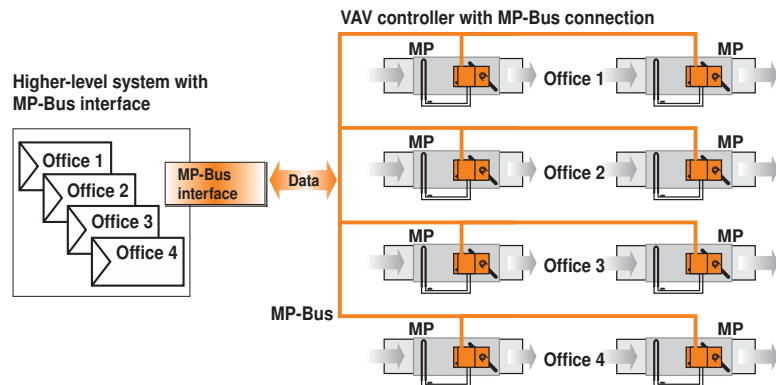 VAV controller with MP-Bus connection
MP MP
Office 1
Higher-level system with
MP-Bus interface
Office 1
Office 2
Office 3
Office 4
MP-Bus
interface
Data
MP MP
Office 2
MP MP
Office 3
MP-Bus
MP MP
Office 4